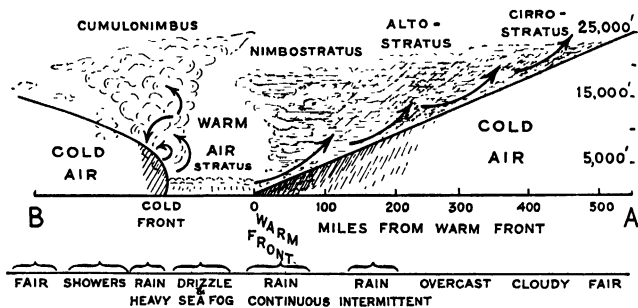 CUMULONIMBUS
NIMBOSTRATUS
ALTO-
STRATUS
CIRRO-
STRATUS
25,000'
15,000'
5,000'
WARM
AIR
STRATUS
COLD
AIR
COLD
AIR
B
COLD
FRONT
0 100 200 300 400 500
A
WARM
FRONT
MILES FROM WARM FRONT
FAIR
SHOWERS
RAIN
HEAVY
DRIZZLE
&
SEA FOG
RAIN
CONTINUOUS
RAIN
INTERMITTENT
OVERCAST
CLOUDY
FAIR